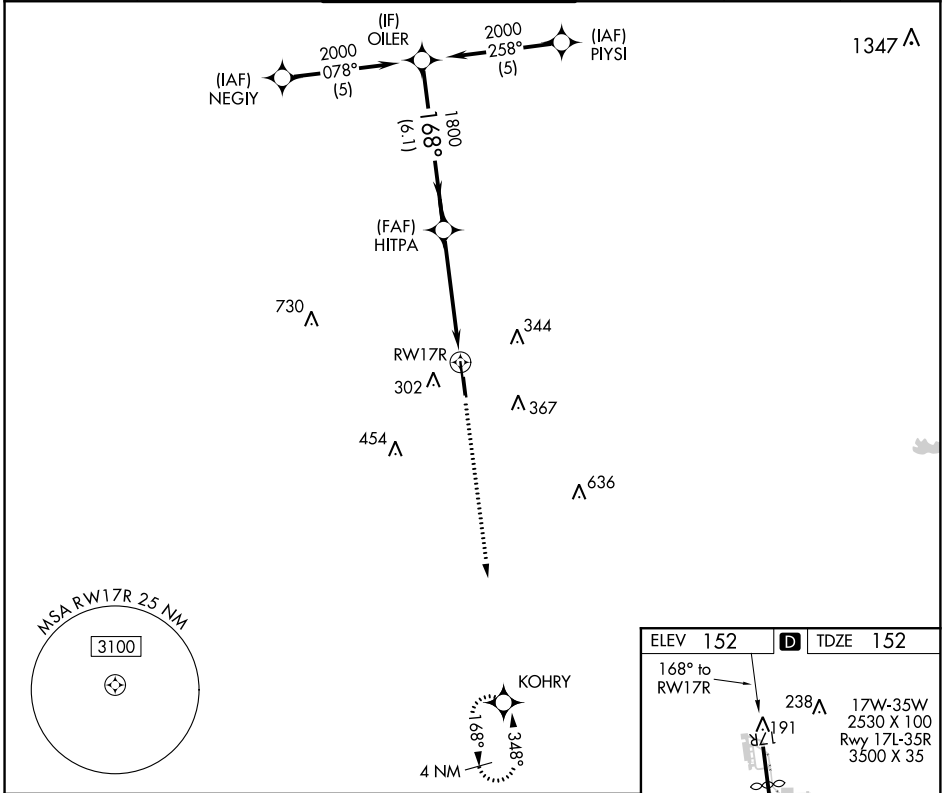 (IF)
OILER
(IAF)
PIYSI
1347
2000
078°
(5)
2000
258°
(5)
(IAF)
NEGIY
1800
168°
(6.1)
(FAF)
HITPA
730
344
RW17R
302
367
454
636
MSA RW17R 25 NM
3100
KOHRY
168°
348°
4 NM
ELEV 152 D TDZE 152
168° to
RW17R
238
191
17R
17W-35W
2530 X 100
Rwy 17L-35R
3500 X 35